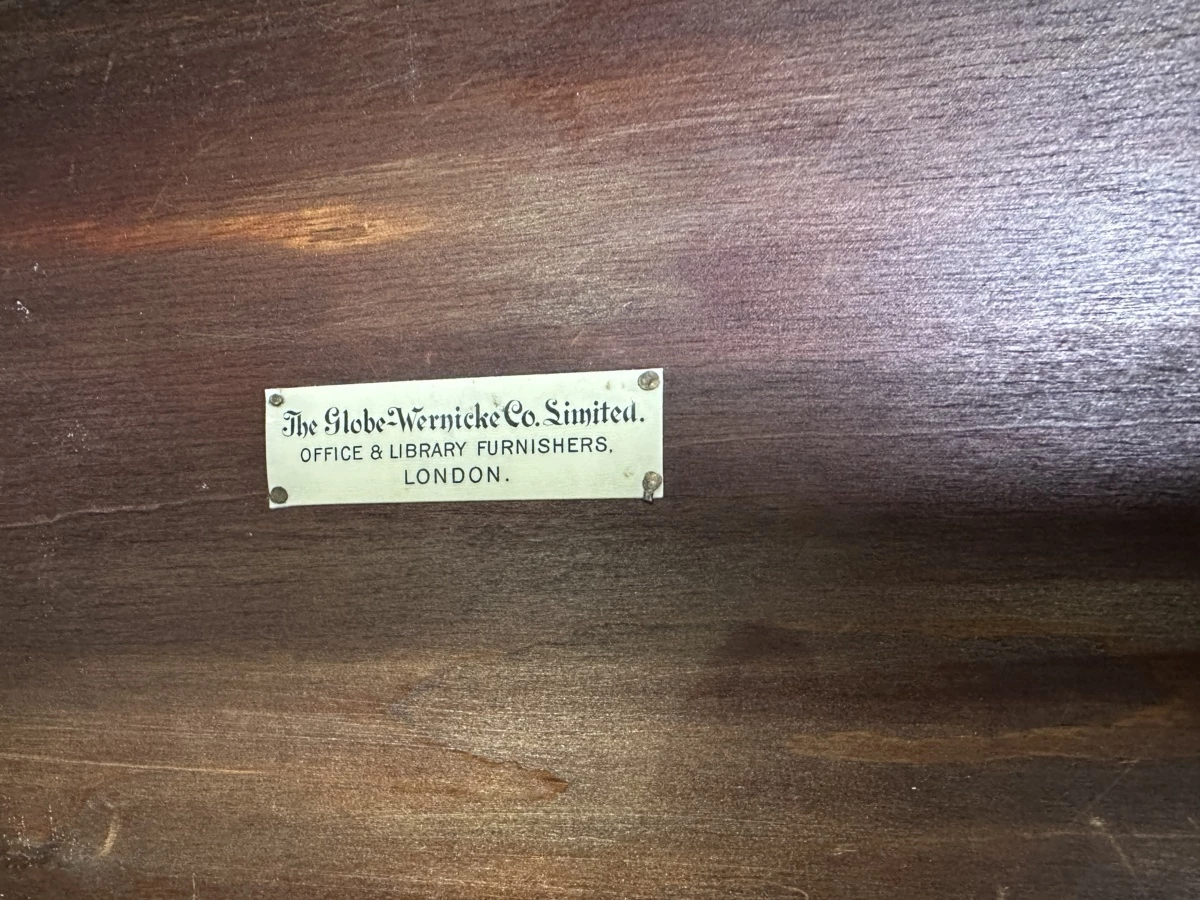 The Globe-Wernicke Co. Limited.
OFFICE & LIBRARY FURNISHERS,
LONDON.